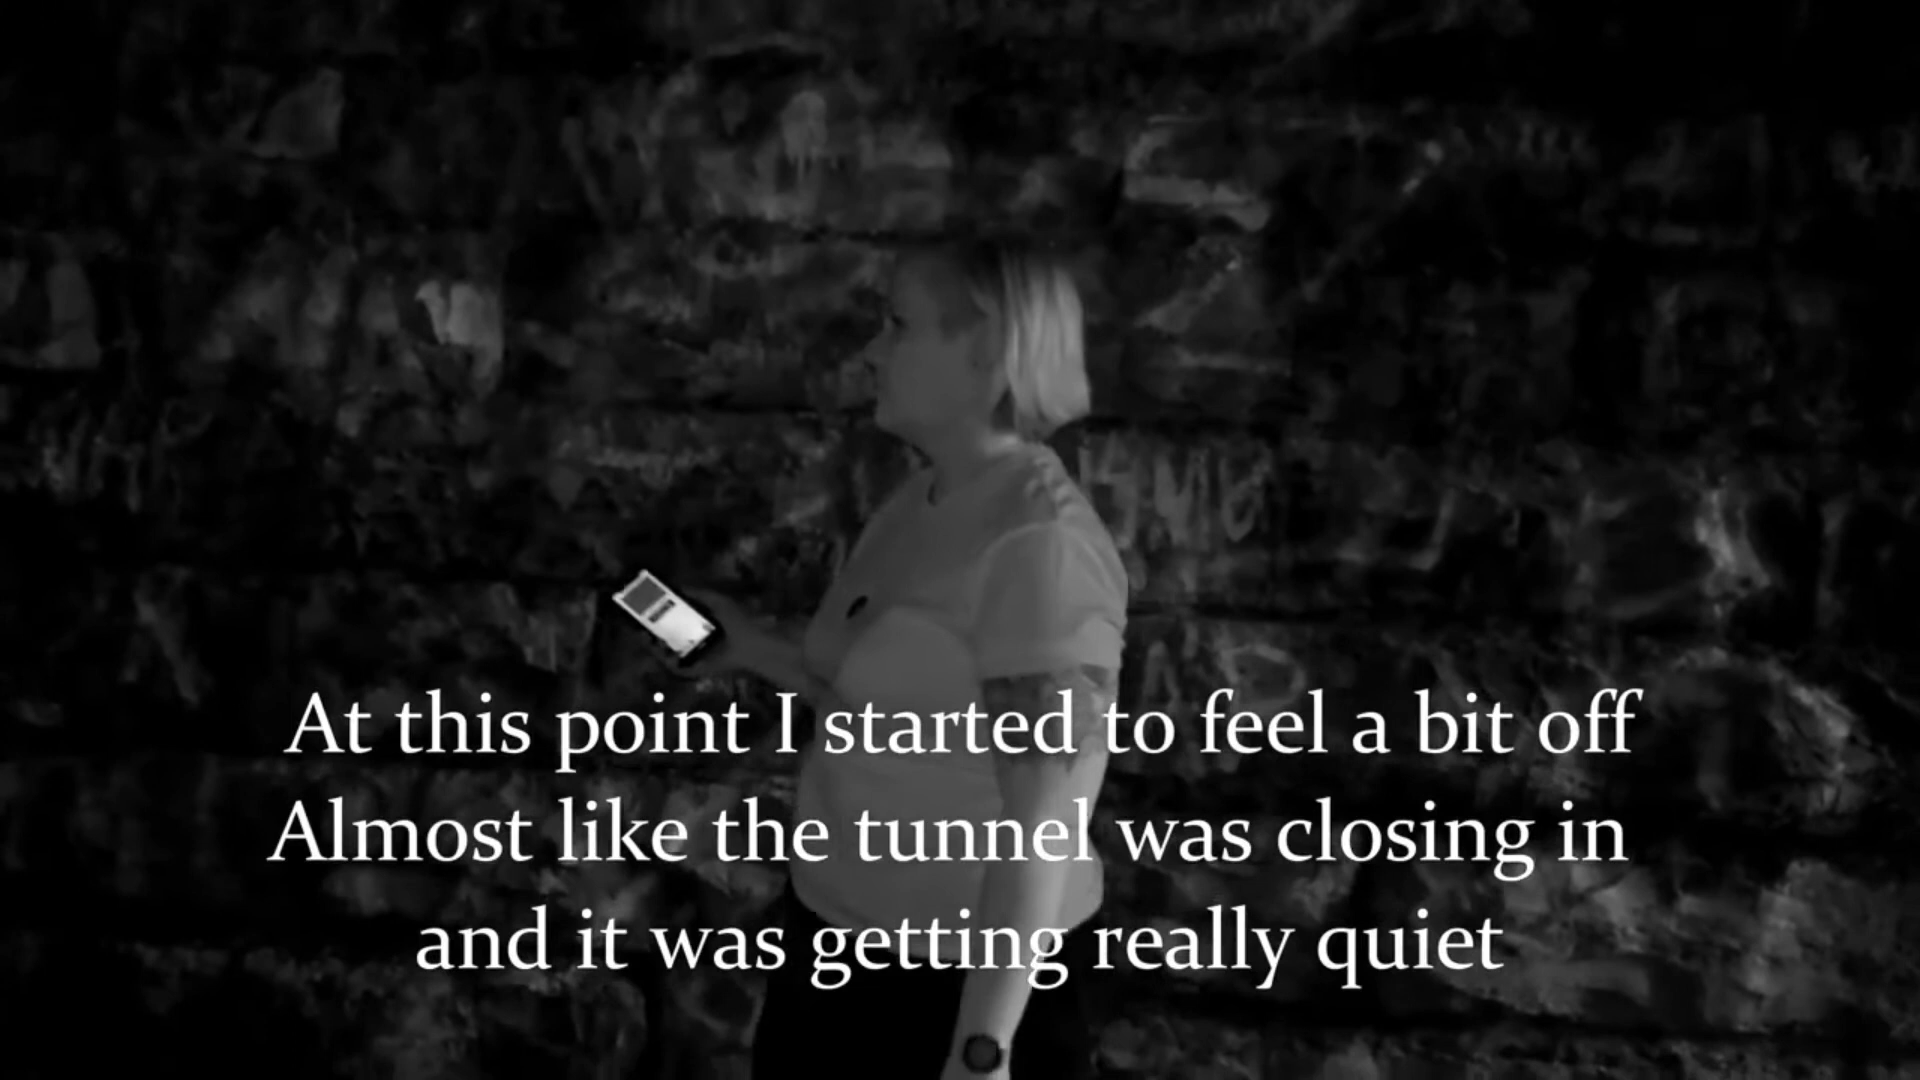 At this point I started to feel a bit off
Almost like the tunnel was closing in
and it was getting really quiet